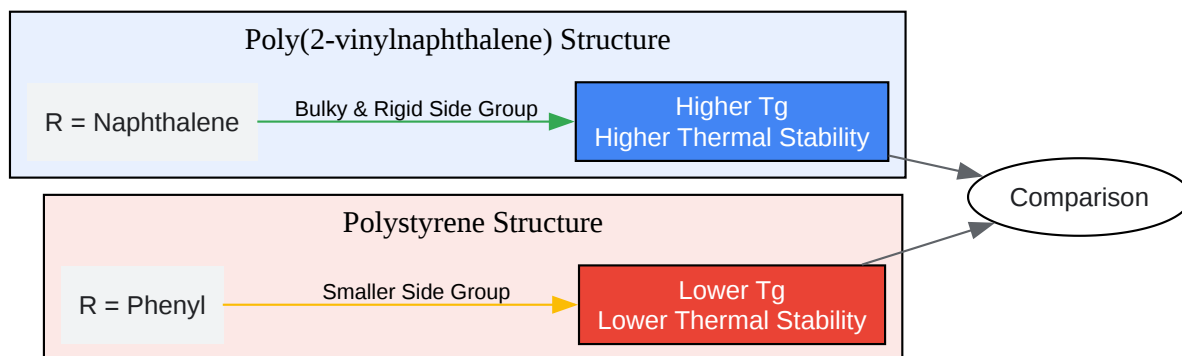 Poly(2-vinylnaphthalene) Structure
R = Naphthalene
Bulky & Rigid Side Group
Higher Tg
Higher Thermal Stability
Comparison
Polystyrene Structure
R = Phenyl
Smaller Side Group
Lower Tg
Lower Thermal Stability